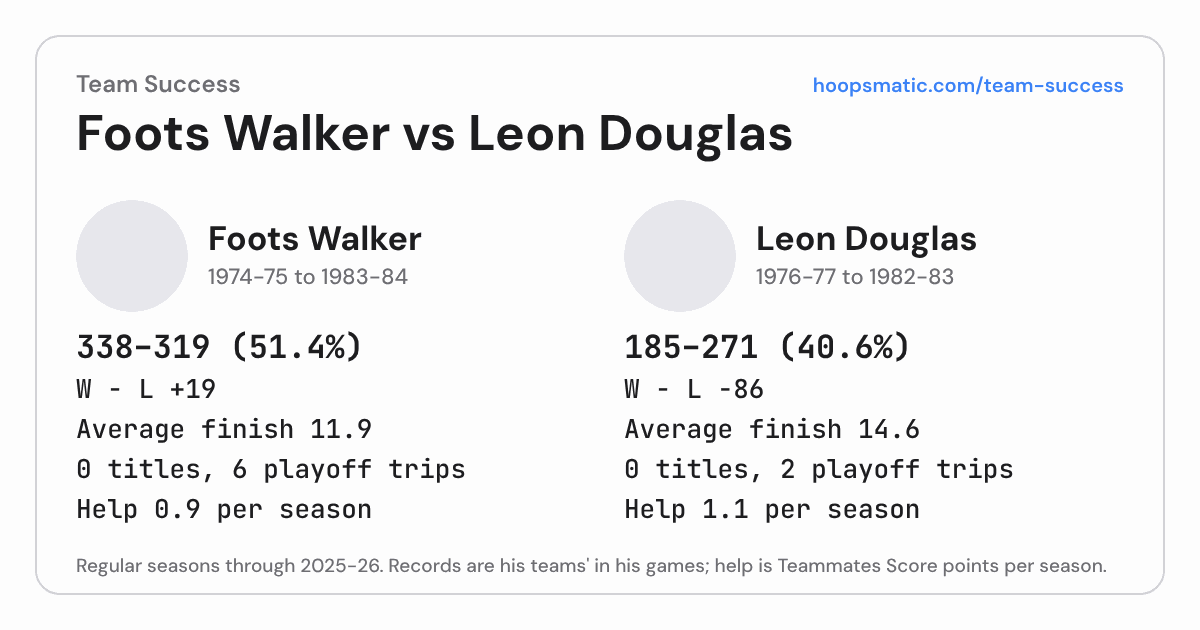 Team Success
hoopsmatic.com/team-success
Foots Walker vs Leon Douglas
Foots Walker
1974-75 to 1983-84
338-319 (51.4%)
W - L +19
Average finish 11.9
0 titles, 6 playoff trips
Help 0.9 per season
Leon Douglas
1976-77 to 1982-83
185-271 (40.6%)
W - L -86
Average finish 14.6
0 titles, 2 playoff trips
Help 1.1 per season
Regular seasons through 2025-26. Records are his teams' in his games; help is Teammates Score points per season.